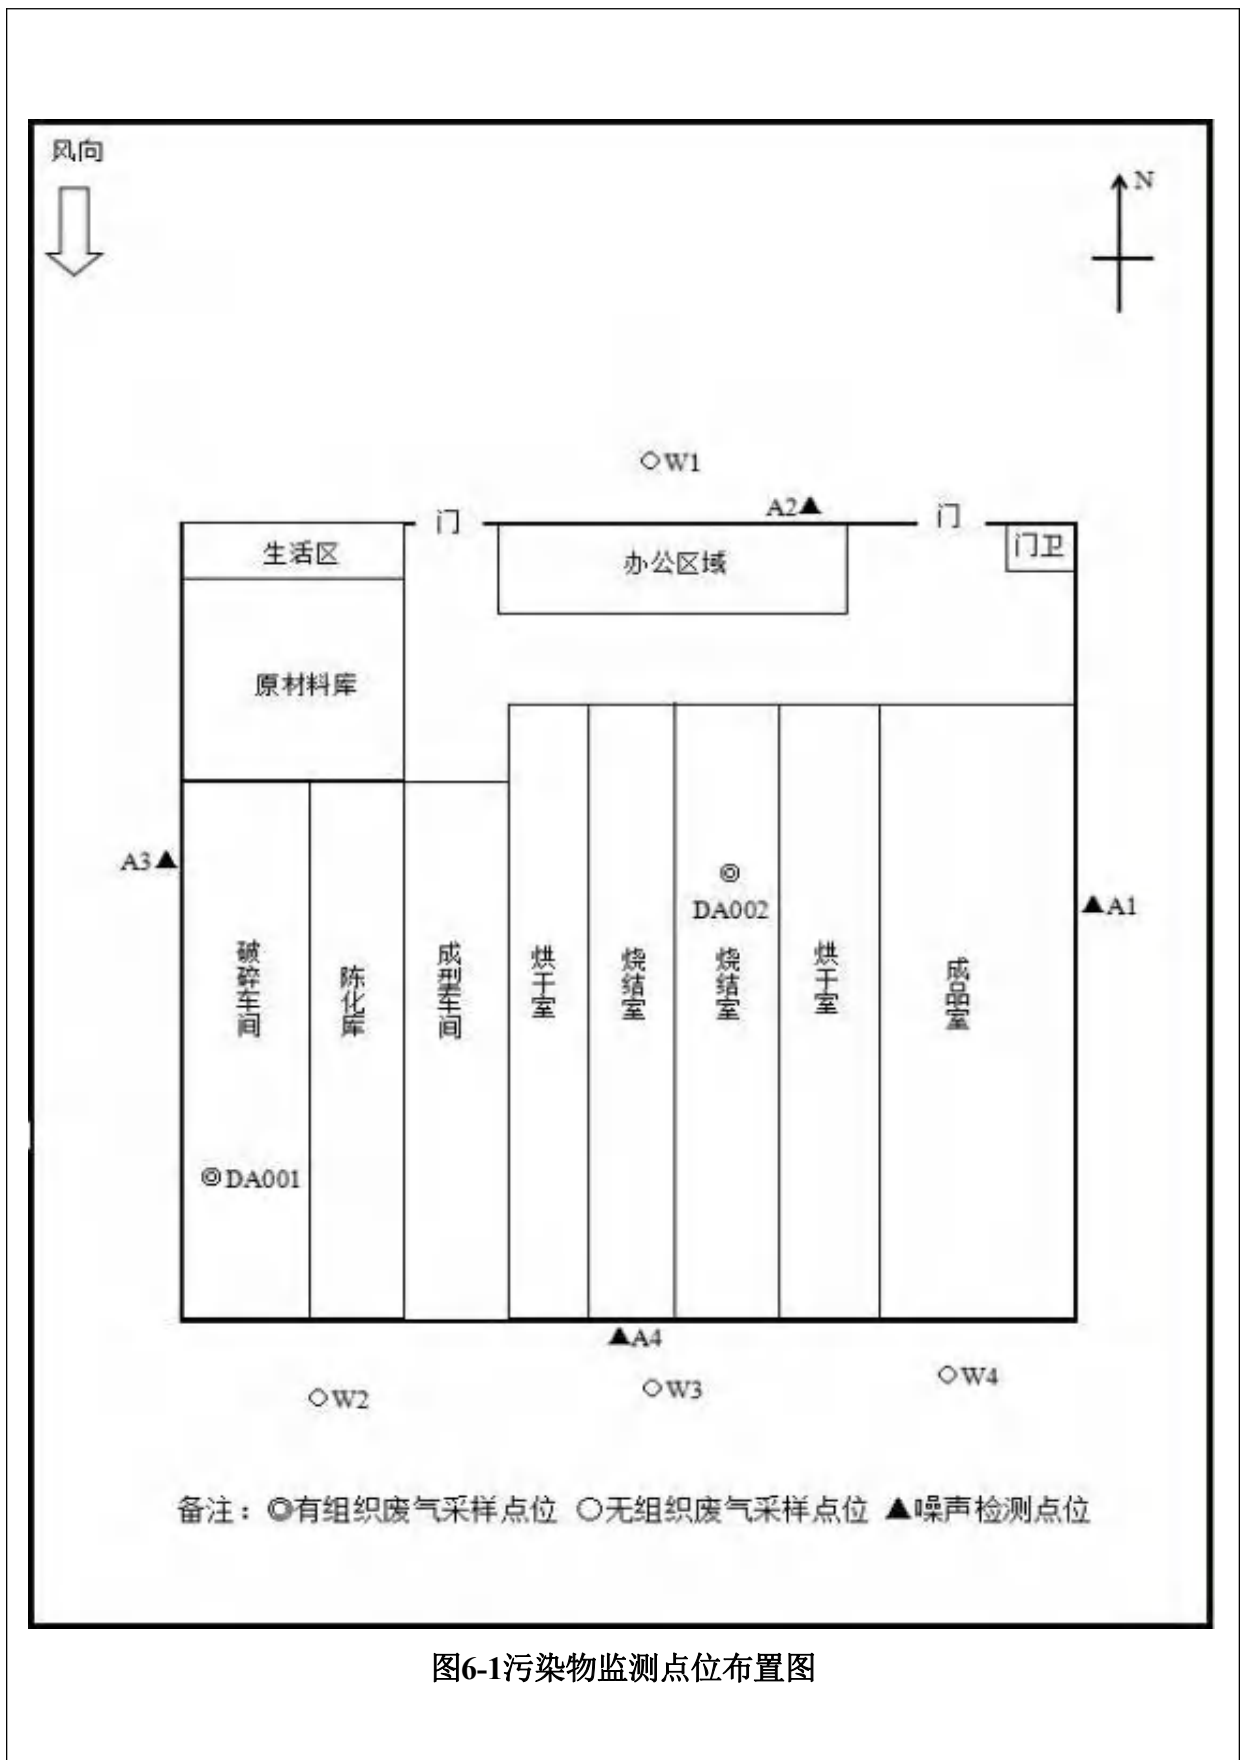 风向
N
W1
A2▲
门
门
生活区
办公区域
门卫
原材料库
A3▲
DA002
▲A1
破碎车间
陈化库
成型车间
烘干室
烧结室
烧结室
烘干室
成品室
◎DA001
▲A4
○W2
○W3
○W4
备注：◎有组织废气采样点位 ○无组织废气采样点位 ▲噪声检测点位
图6-1污染物监测点位布置图